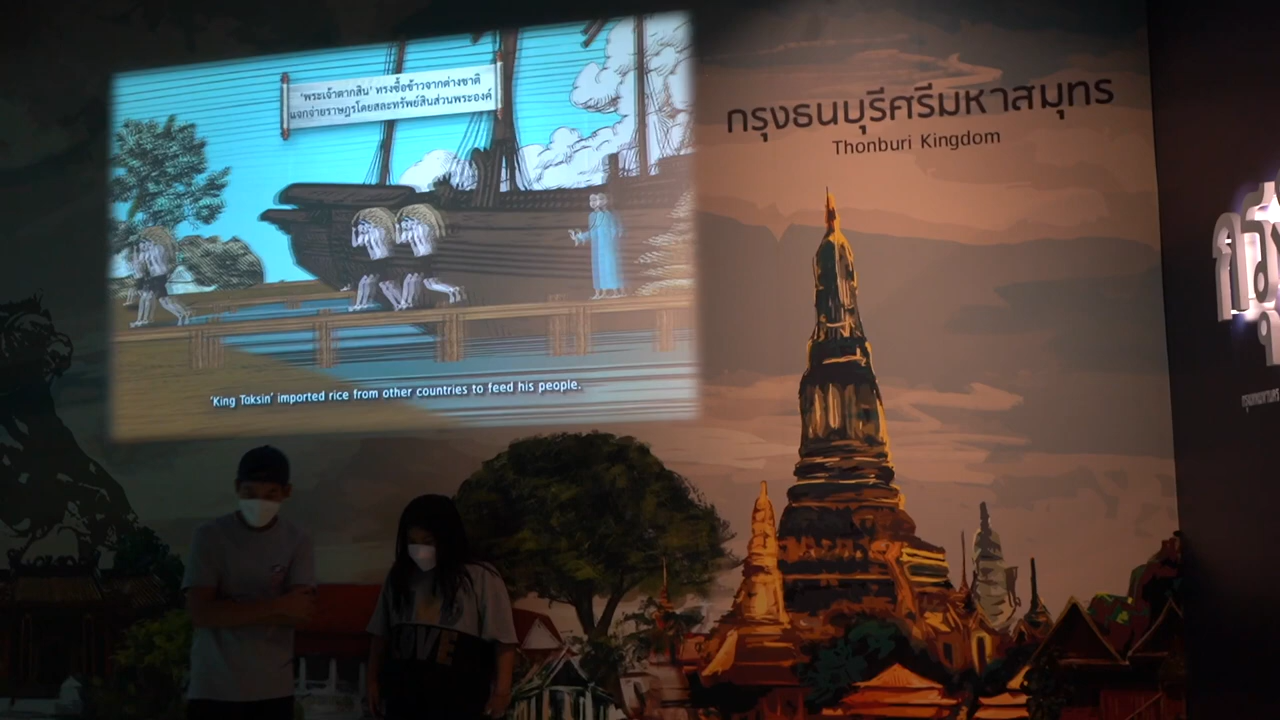 'พระเจ้าตากสิน' ทรงซื้อข้าวจากต่างชาติ
แจกจ่ายราษฎรโดยสละทรัพย์สินส่วนพระองค์
'King Taksin' imported rice from other countries to feed his people.
กรุงธนบุรีศรีมหาสมุทร
Thonburi Kingdom
LOVE